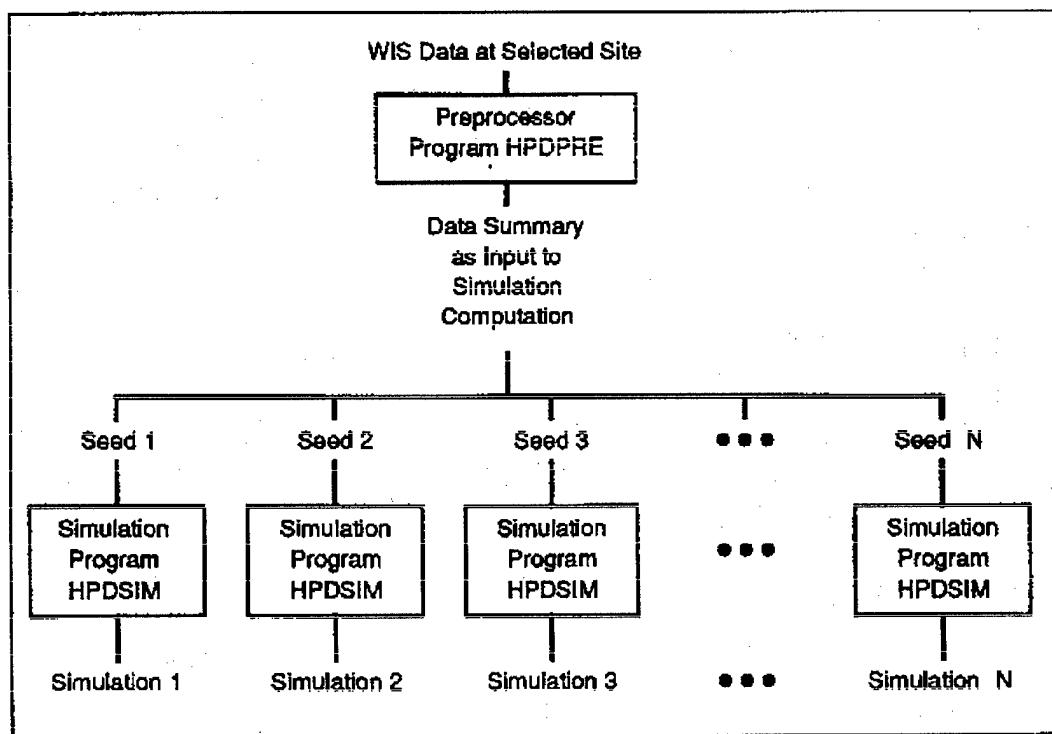 WIS Data at Selected Site
Preprocessor
Program HPDPRE
Data Summary
as Input to
Simulation
Computation
Seed 1 Seed 2 Seed 3 ●●● Seed N
Simulation Simulation Simulation Simulation
Program Program Program ●●● Program
HPDSIM HPDSIM HPDSIM HPDSIM
Simulation 1 Simulation 2 Simulation 3 ●●● Simulation N